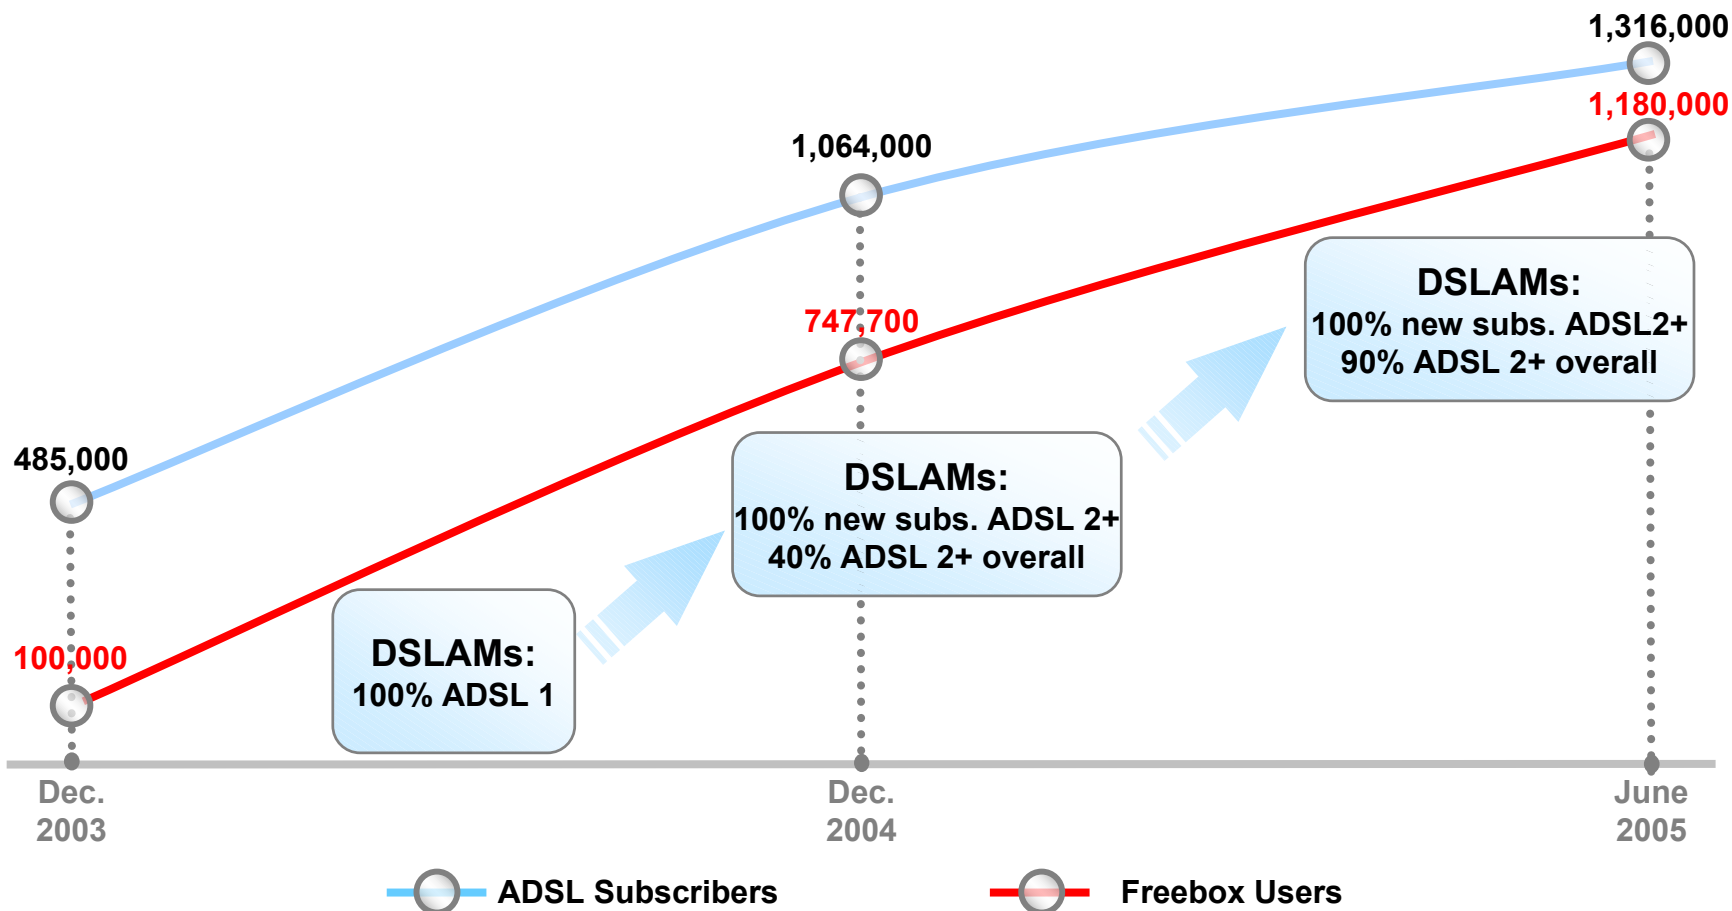 1,316,000
1,180,000
1,064,000
747,700
485,000
100,000
DSLAMs:
100% new subs. ADSL2+
90% ADSL 2+ overall
DSLAMs:
100% new subs. ADSL 2+
40% ADSL 2+ overall
DSLAMs:
100% ADSL 1
Dec.
2003
Dec.
2004
June
2005
ADSL Subscribers
Freebox Users